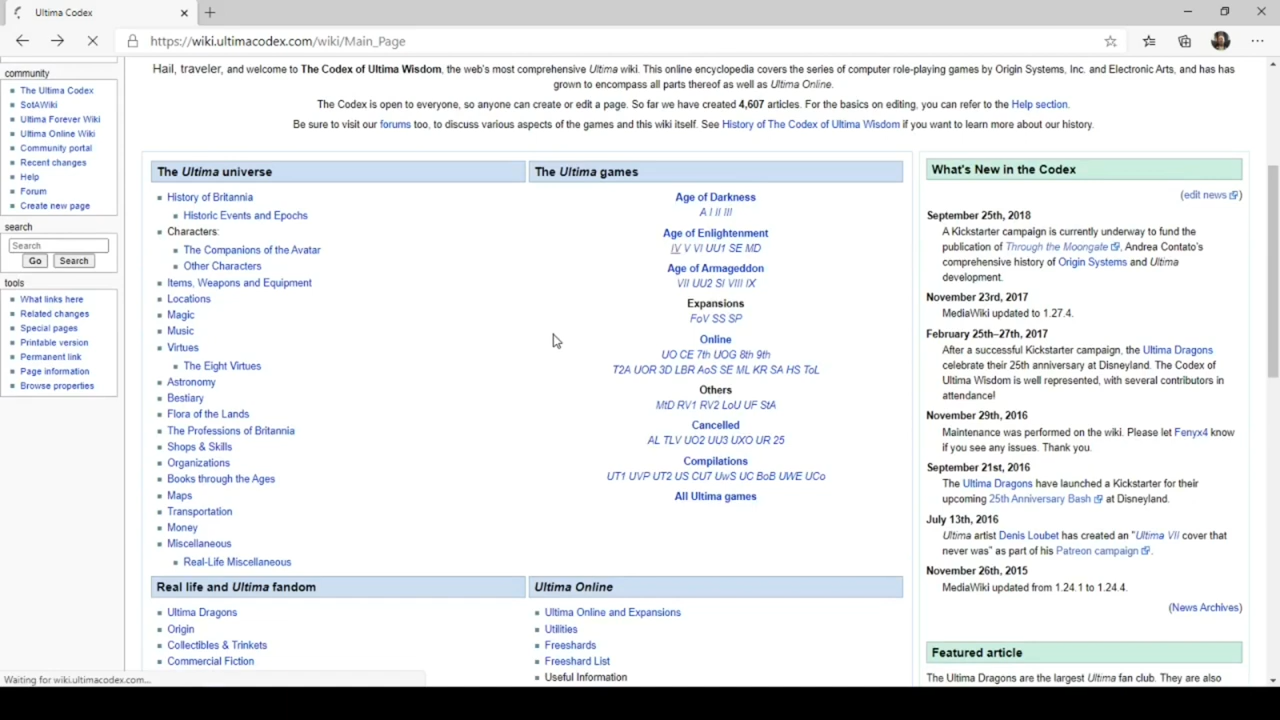 Ultima Codex
https://wiki.ultimacodex.com/wiki/Main_Page
community
The Ultima Codex
SotAWiki
Ultima Forever Wiki
Ultima Online Wiki
Community portal
Recent changes
Help
Forum
Create new page
search
Search
Go Search
tools
What links here
Related changes
Special pages
Printable version
Permanent link
Page information
Browse properties
Hail, traveler, and welcome to The Codex of Ultima Wisdom, the web's most comprehensive Ultima wiki. This online encyclopedia covers the series of computer role-playing games by Origin Systems, Inc. and Electronic Arts, and has has
grown to encompass all parts thereof as well as Ultima Online.
The Codex is open to everyone, so anyone can create or edit a page. So far we have created 4,607 articles. For the basics on editing, you can refer to the Help section.
Be sure to visit our forums too, to discuss various aspects of the games and this wiki itself. See History of The Codex of Ultima Wisdom if you want to learn more about our history.
The Ultima universe
History of Britannia
Historic Events and Epochs
Characters:
The Companions of the Avatar
Other Characters
Items, Weapons and Equipment
Locations
Magic
Music
Virtues
The Eight Virtues
Astronomy
Bestiary
Flora of the Lands
The Professions of Britannia
Shops & Skills
Organizations
Books through the Ages
Maps
Transportation
Money
Miscellaneous
Real-Life Miscellaneous
The Ultima games
Age of Darkness
A I II III
Age of Enlightenment
IV V VI UU1 SE MD
Age of Armageddon
VII UU2 SI VIII IX
Expansions
FoV SS SP
Online
UO CE 7th UOG 8th 9th
T2A UOR 3D LBR AoS SE ML KR SA HS ToL
Others
MtD RV1 RV2 LoU UF StA
Cancelled
AL TLV UO2 UU3 UXO UR 25
Compilations
UT1 UVP UT2 US CU7 UwS UC BoB UWE UCo
All Ultima games
Real life and Ultima fandom
Ultima Dragons
Origin
Collectibles & Trinkets
Commercial Fiction
Ultima Online
Ultima Online and Expansions
Utilities
Freeshards
Freeshard List
Useful Information
What's New in the Codex
(edit news)
September 25th, 2018
A Kickstarter campaign is currently underway to fund the
publication of Through the Moongate, Andrea Contato's
comprehensive history of Origin Systems and Ultima
development.
November 23rd, 2017
MediaWiki updated to 1.27.4.
February 25th–27th, 2017
After a successful Kickstarter campaign, the Ultima Dragons
celebrate their 25th anniversary at Disneyland. The Codex of
Ultima Wisdom is well represented, with several contributors in
attendance!
November 29th, 2016
Maintenance was performed on the wiki. Please let Fenyx4 know
if you see any issues. Thank you.
September 21st, 2016
The Ultima Dragons have launched a Kickstarter for their
upcoming 25th Anniversary Bash at Disneyland.
July 13th, 2016
Ultima artist Denis Loubet has created an "Ultima VII cover that
never was" as part of his Patreon campaign.
November 26th, 2015
MediaWiki updated from 1.24.1 to 1.24.4.
(News Archives)
Featured article
The Ultima Dragons are the largest Ultima fan club. They are also
Waiting for wiki.ultimacodex.com...